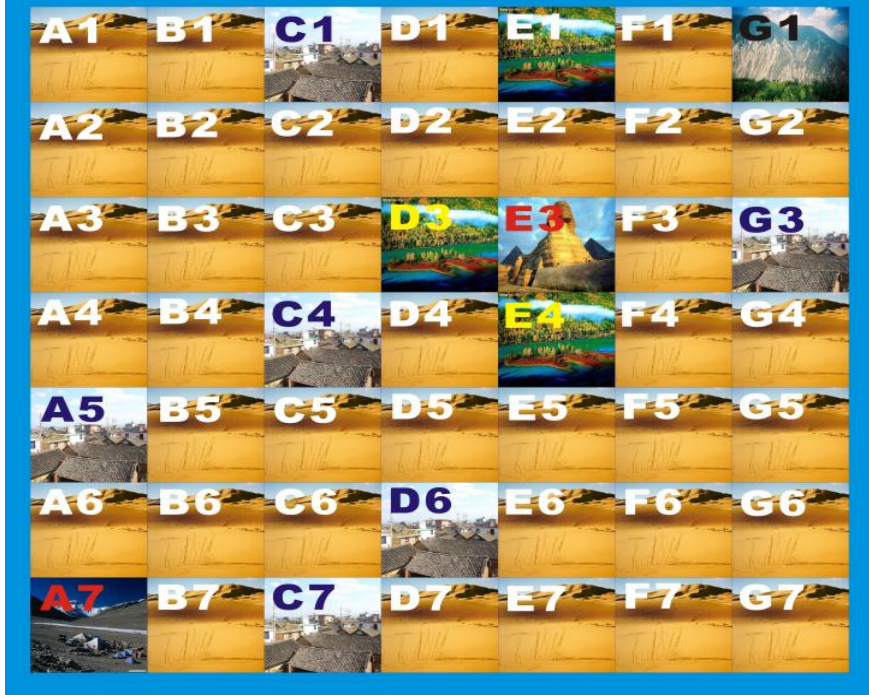 A1 B1 C1 D1 E1 F1 G1
A2 B2 C2 D2 E2 F2 G2
A3 B3 C3 D3 E3 F3 G3
A4 B4 C4 D4 E4 F4 G4
A5 B5 C5 D5 E5 F5 G5
A6 B6 C6 D6 E6 F6 G6
A7 B7 C7 D7 E7 F7 G7